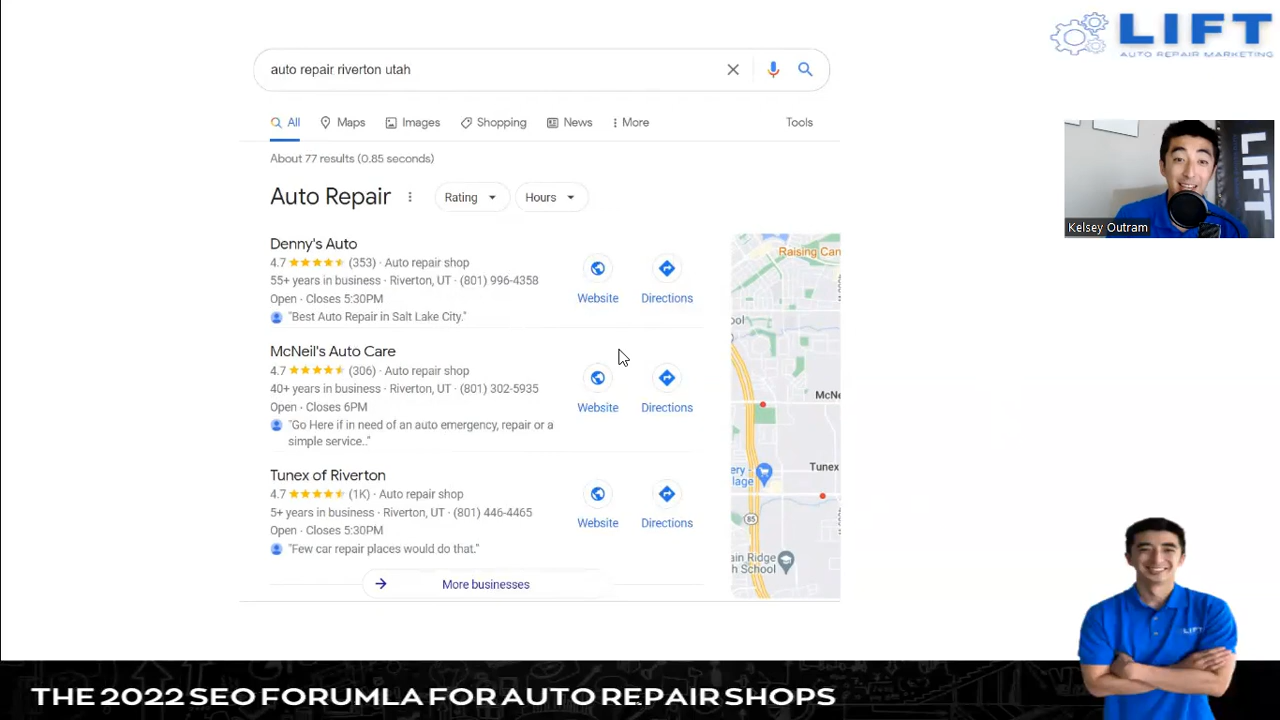 LIFT
AUTO REPAIR MARKETING
auto repair riverton utah
All Maps Images Shopping News More Tools
About 77 results (0.85 seconds)
Auto Repair Rating Hours
Denny's Auto
4.7 (353) · Auto repair shop
55+ years in business · Riverton, UT · (801) 996-4358
Open · Closes 5:30PM
"Best Auto Repair in Salt Lake City."
Website Directions
McNeil's Auto Care
4.7 (306) · Auto repair shop
40+ years in business · Riverton, UT · (801) 302-5935
Open · Closes 6PM
"Go Here if in need of an auto emergency, repair or a
simple service.."
Website Directions
Tunex of Riverton
4.7 (1K) · Auto repair shop
5+ years in business · Riverton, UT · (801) 446-4465
Open · Closes 5:30PM
"Few car repair places would do that."
Website Directions
More businesses
Raising Can
ool
McNe
Tunex
ery -
llage
85
ain Ridge
h School
LIFT
Kelsey Outram
LIFT
THE 2022 SEO FORUMLA FOR AUTO REPAIR SHOPS